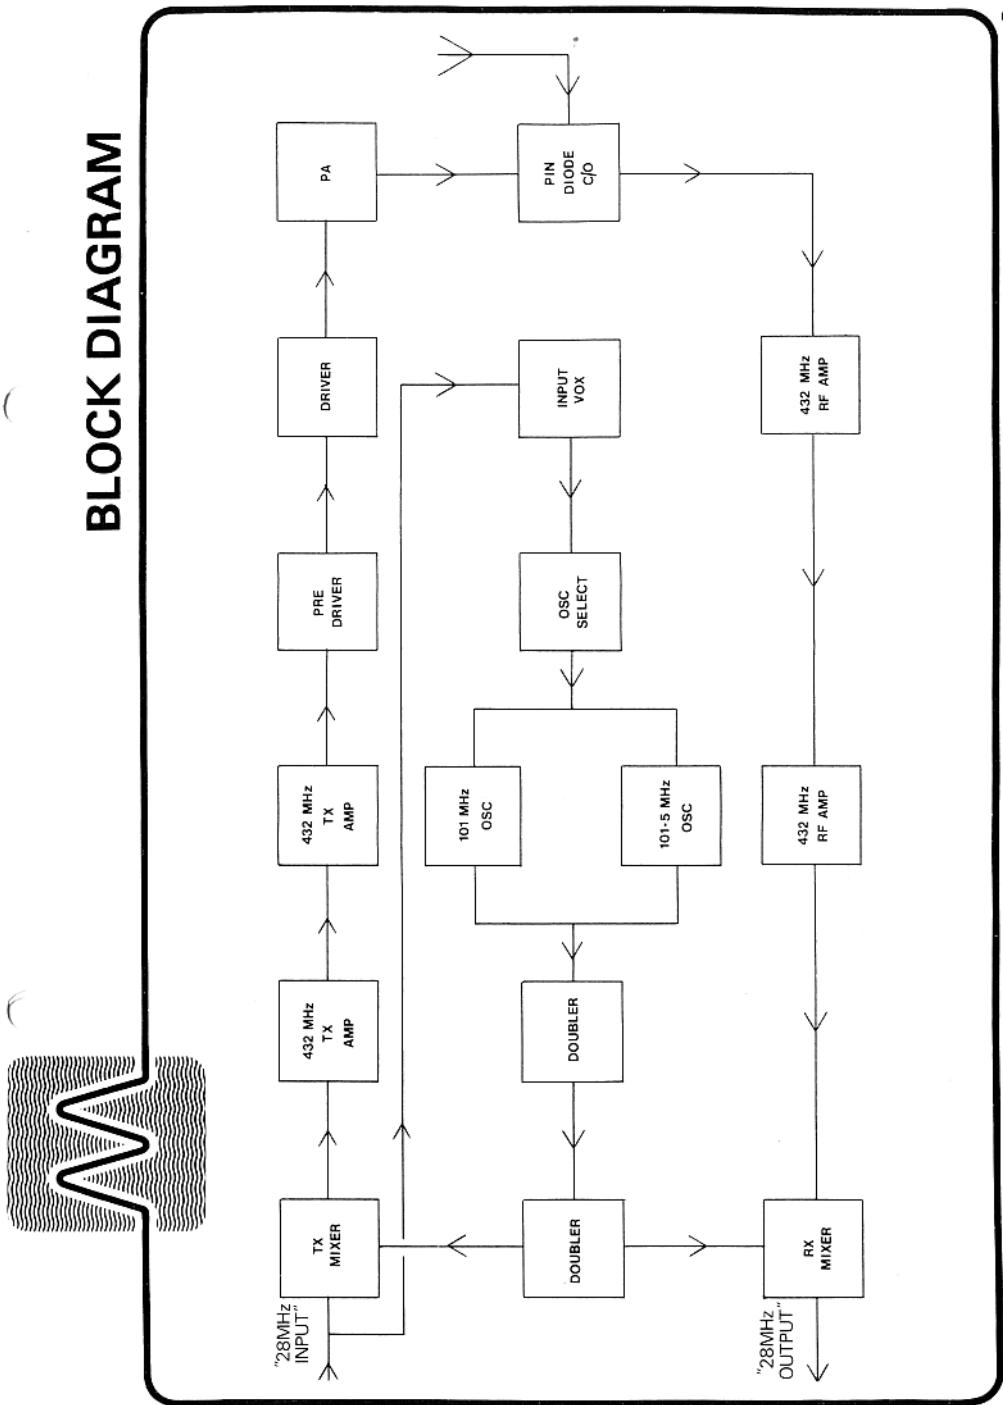 BLOCK DIAGRAM
"28MHz
INPUT"
TX
MIXER
432 MHz
TX
AMP
432 MHz
TX
AMP
PRE
DRIVER
DRIVER
PA
101 MHz
OSC
DOUBLER
DOUBLER
OSC
SELECT
INPUT
VOX
PIN
DIODE
C/O
101·5 MHz
OSC
"28MHz
OUTPUT"
RX
MIXER
432 MHz
RF AMP
432 MHz
RF AMP